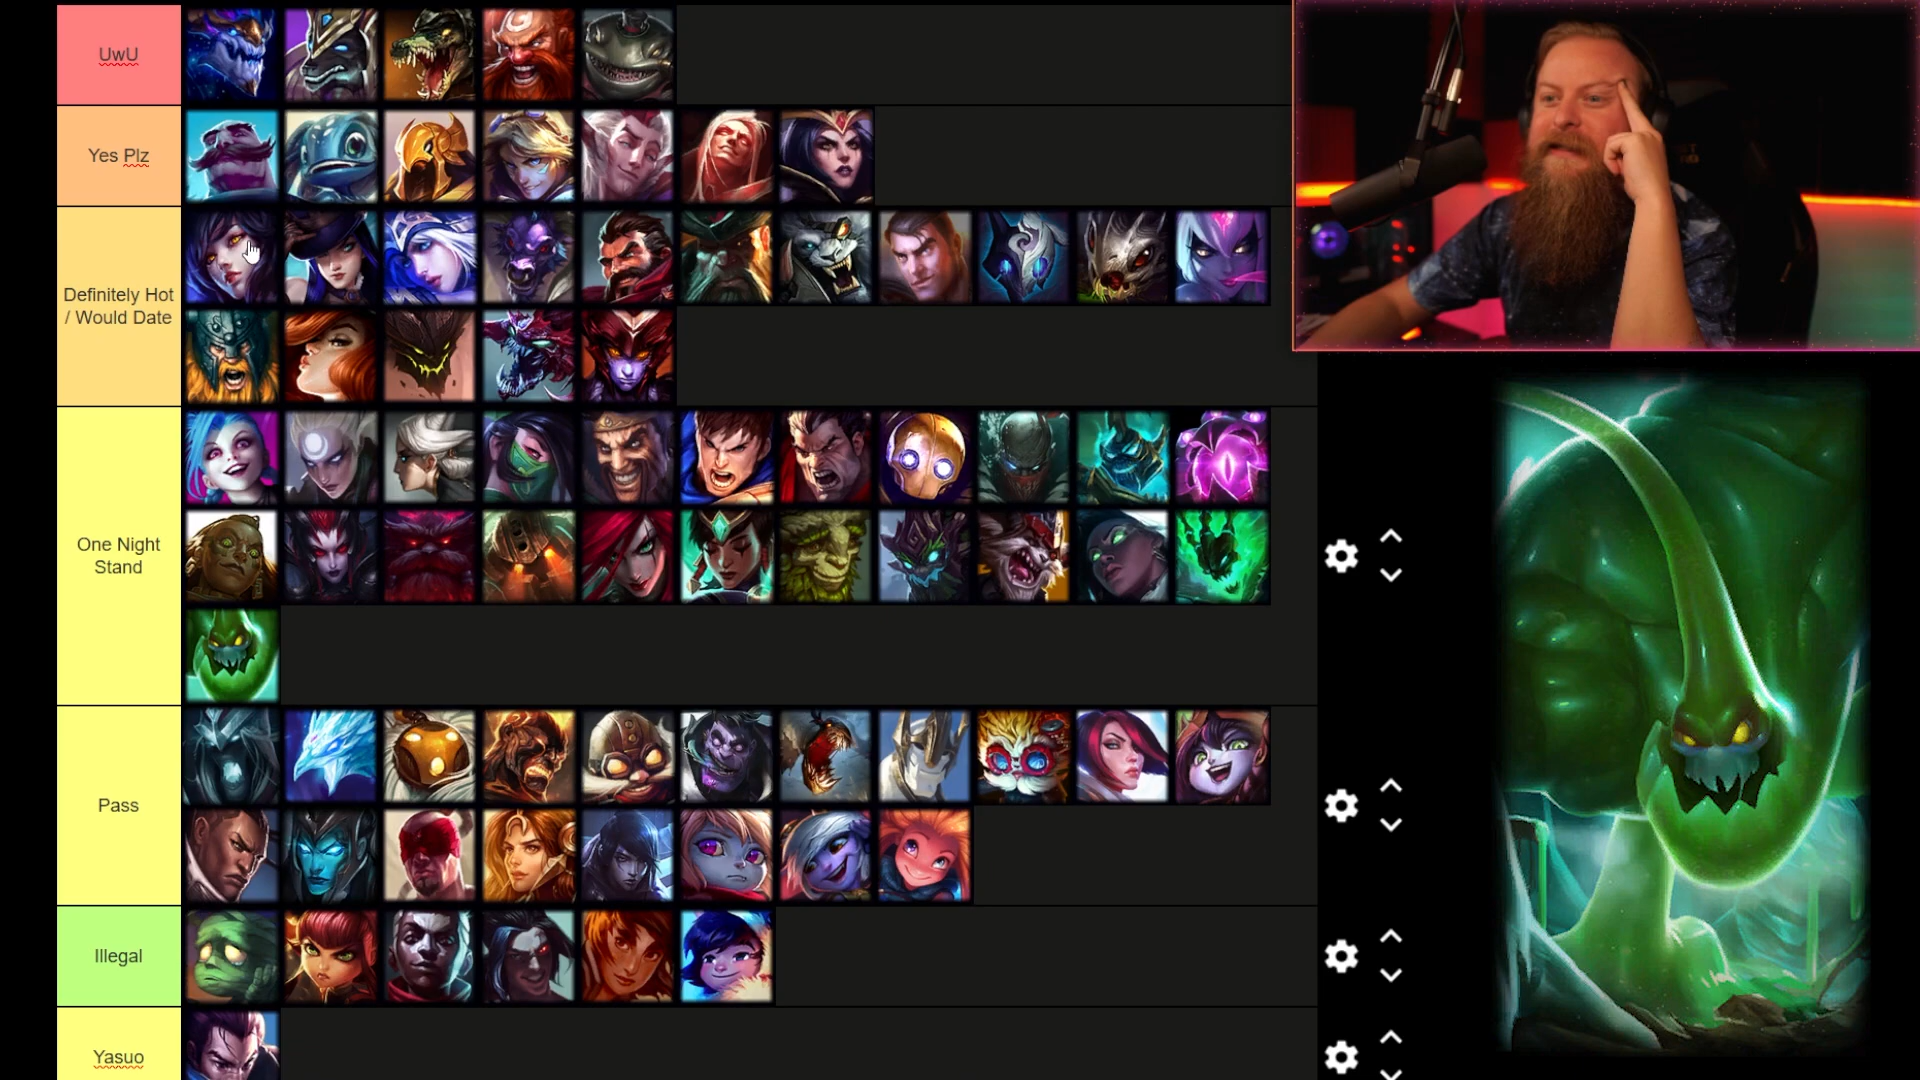 UwU
Yes Plz
Definitely Hot
/ Would Date
One Night
Stand
Pass
Illegal
Yasuo